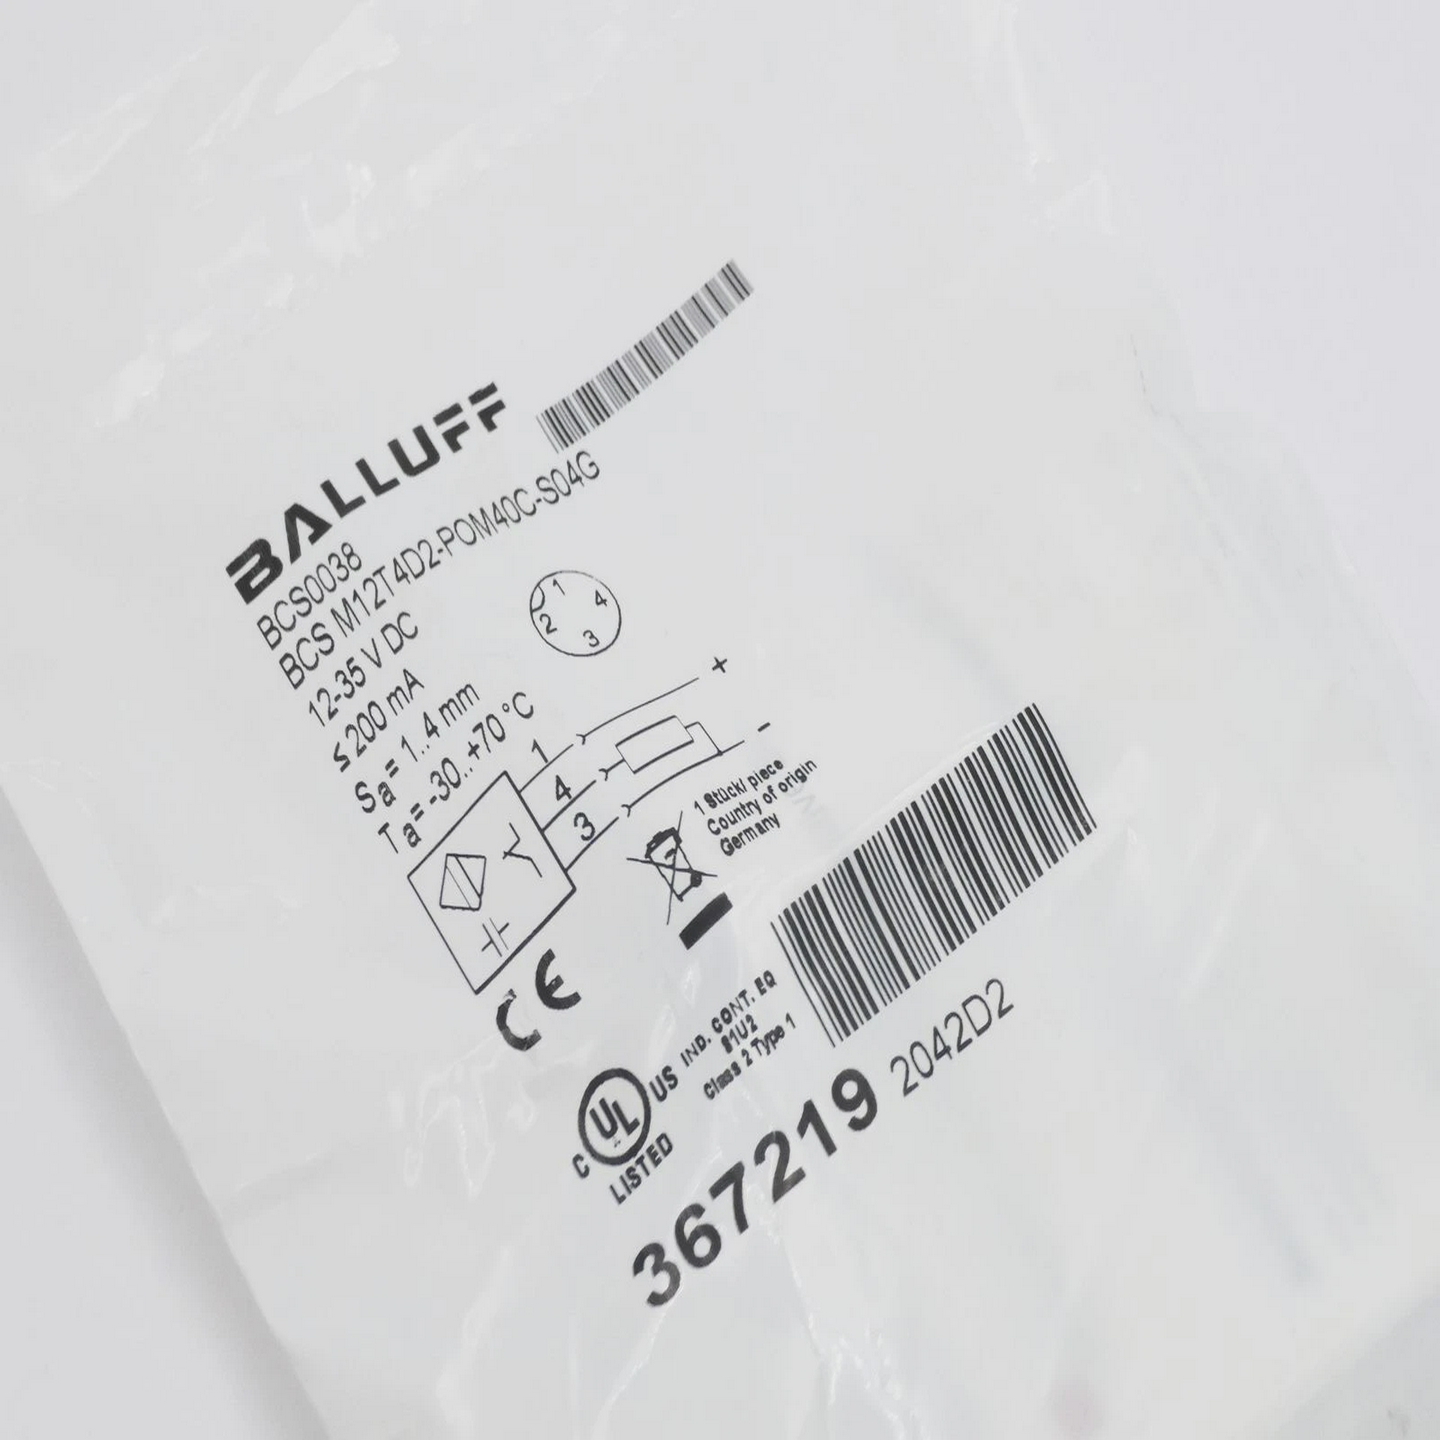 BALLUFF
BCS0038
BCS M12T4D2-POM40C-S04G
12-35 V DC
≤ 200 mA
Sa= 1..4 mm
Ta= -30..+70 °C
1
2
3
4
1
4
3
+
-
1 Stück/ piece
Country of origin
Germany
CE
C UL US
LISTED
IND. CONT. EQ
81U2
Class 2 Type 1
367219 2042D2